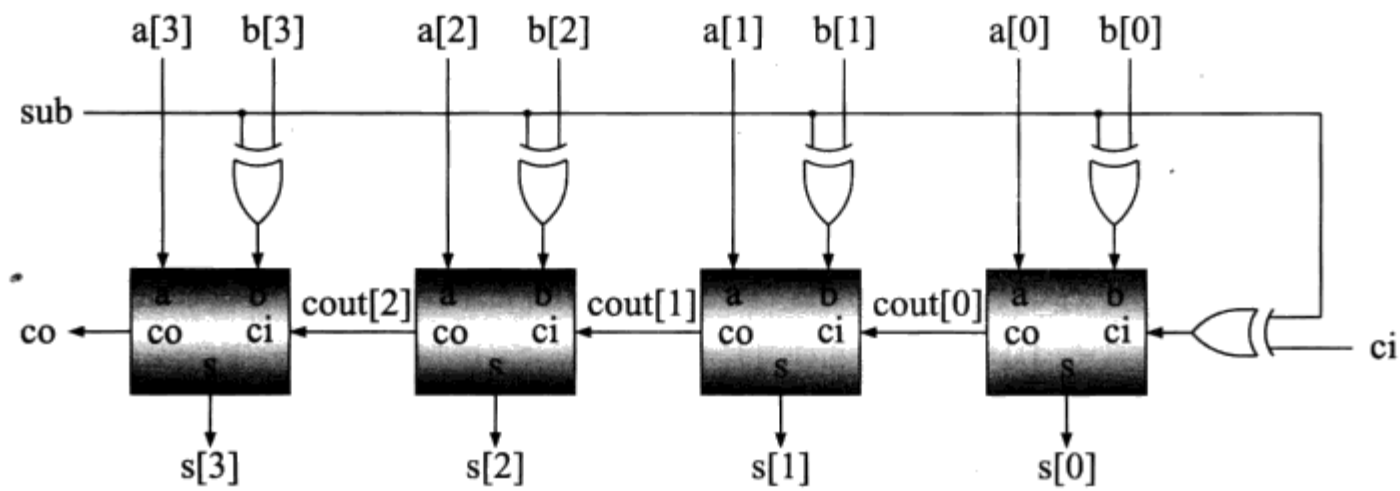 a[3] b[3] a[2] b[2] a[1] b[1] a[0] b[0]
sub
a b a b a b a b
cout[2] cout[1] cout[0]
co co ci co ci co ci co ci ci
s s s s
s[3] s[2] s[1] s[0]